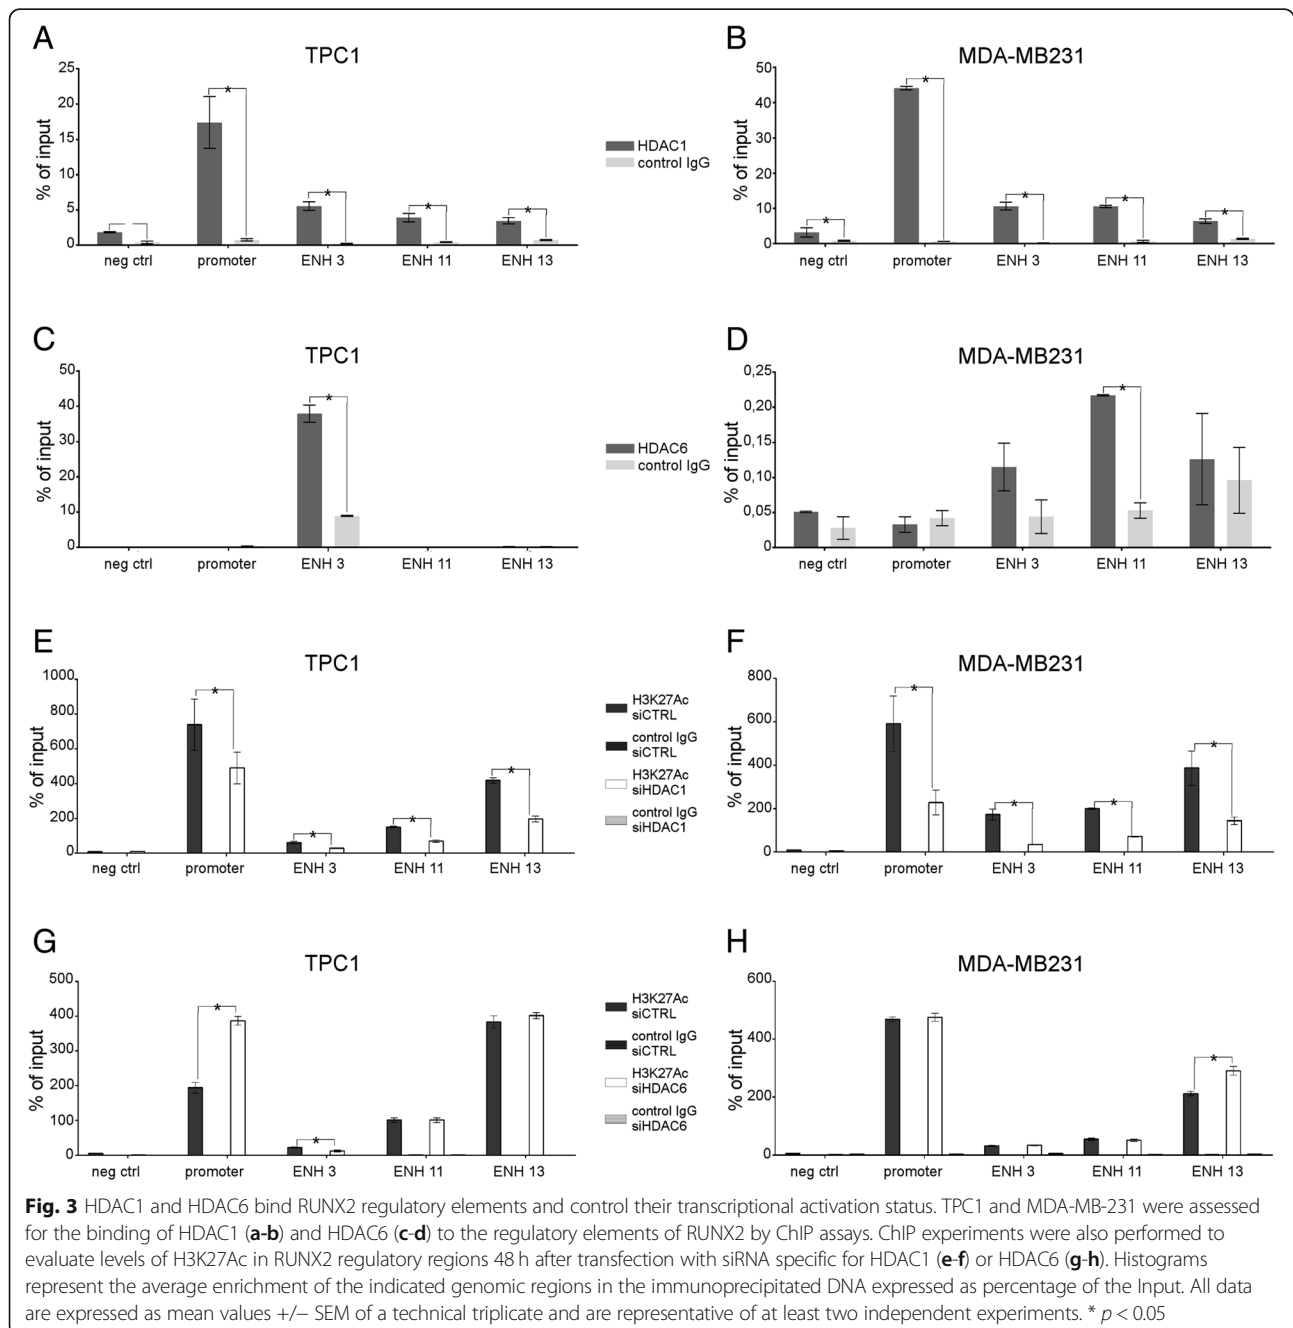 A
TPC1
25
20
15
10
5
0
% of input
*
*
*
*
neg ctrl
promoter
ENH 3
ENH 11
ENH 13
HDAC1
control IgG
B
MDA-MB231
50
40
30
20
10
0
% of input
*
*
*
*
*
neg ctrl
promoter
ENH 3
ENH 11
ENH 13
C
TPC1
50
40
30
20
10
0
% of input
*
neg ctrl
promoter
ENH 3
ENH 11
ENH 13
HDAC6
control IgG
D
MDA-MB231
0,25
0,20
0,15
0,10
0,05
0
% of input
*
neg ctrl
promoter
ENH 3
ENH 11
ENH 13
E
TPC1
1000
800
600
400
200
0
% of input
*
*
*
*
neg ctrl
promoter
ENH 3
ENH 11
ENH 13
H3K27Ac
siCTRL
control IgG
siCTRL
H3K27Ac
siHDAC1
control IgG
siHDAC1
F
MDA-MB231
800
600
400
200
0
% of input
*
*
*
*
neg ctrl
promoter
ENH 3
ENH 11
ENH 13
G
TPC1
500
400
300
200
100
0
% of input
*
*
neg ctrl
promoter
ENH 3
ENH 11
ENH 13
H3K27Ac
siCTRL
control IgG
siCTRL
H3K27Ac
siHDAC6
control IgG
siHDAC6
H
MDA-MB231
600
400
200
0
% of input
*
neg ctrl
promoter
ENH 3
ENH 11
ENH 13
Fig. 3 HDAC1 and HDAC6 bind RUNX2 regulatory elements and control their transcriptional activation status. TPC1 and MDA-MB-231 were assessed
for the binding of HDAC1 (a-b) and HDAC6 (c-d) to the regulatory elements of RUNX2 by ChIP assays. ChIP experiments were also performed to
evaluate levels of H3K27Ac in RUNX2 regulatory regions 48 h after transfection with siRNA specific for HDAC1 (e-f) or HDAC6 (g-h). Histograms
represent the average enrichment of the indicated genomic regions in the immunoprecipitated DNA expressed as percentage of the Input. All data
are expressed as mean values +/− SEM of a technical triplicate and are representative of at least two independent experiments. * p < 0.05